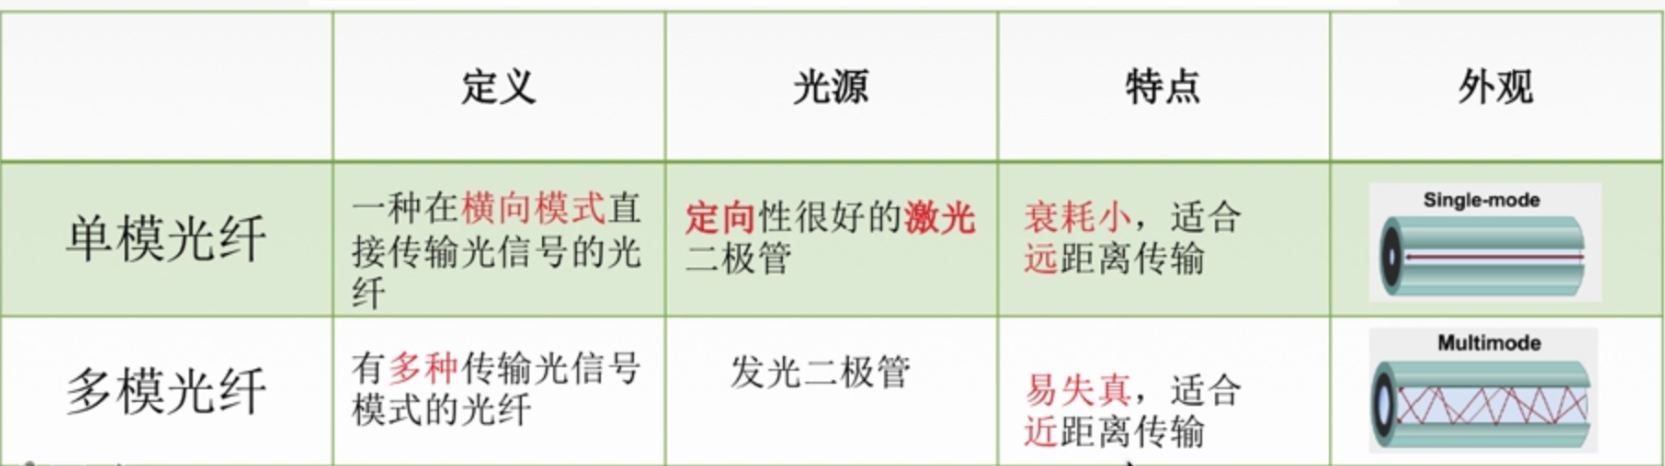 定义
光源
特点
外观
单模光纤
一种在横向模式直
接传输光信号的光
纤
定向性很好的激光
二极管
衰耗小，适合
远距离传输
Single-mode
多模光纤
有多种传输光信号
模式的光纤
发光二极管
易失真，适合
近距离传输
Multimode